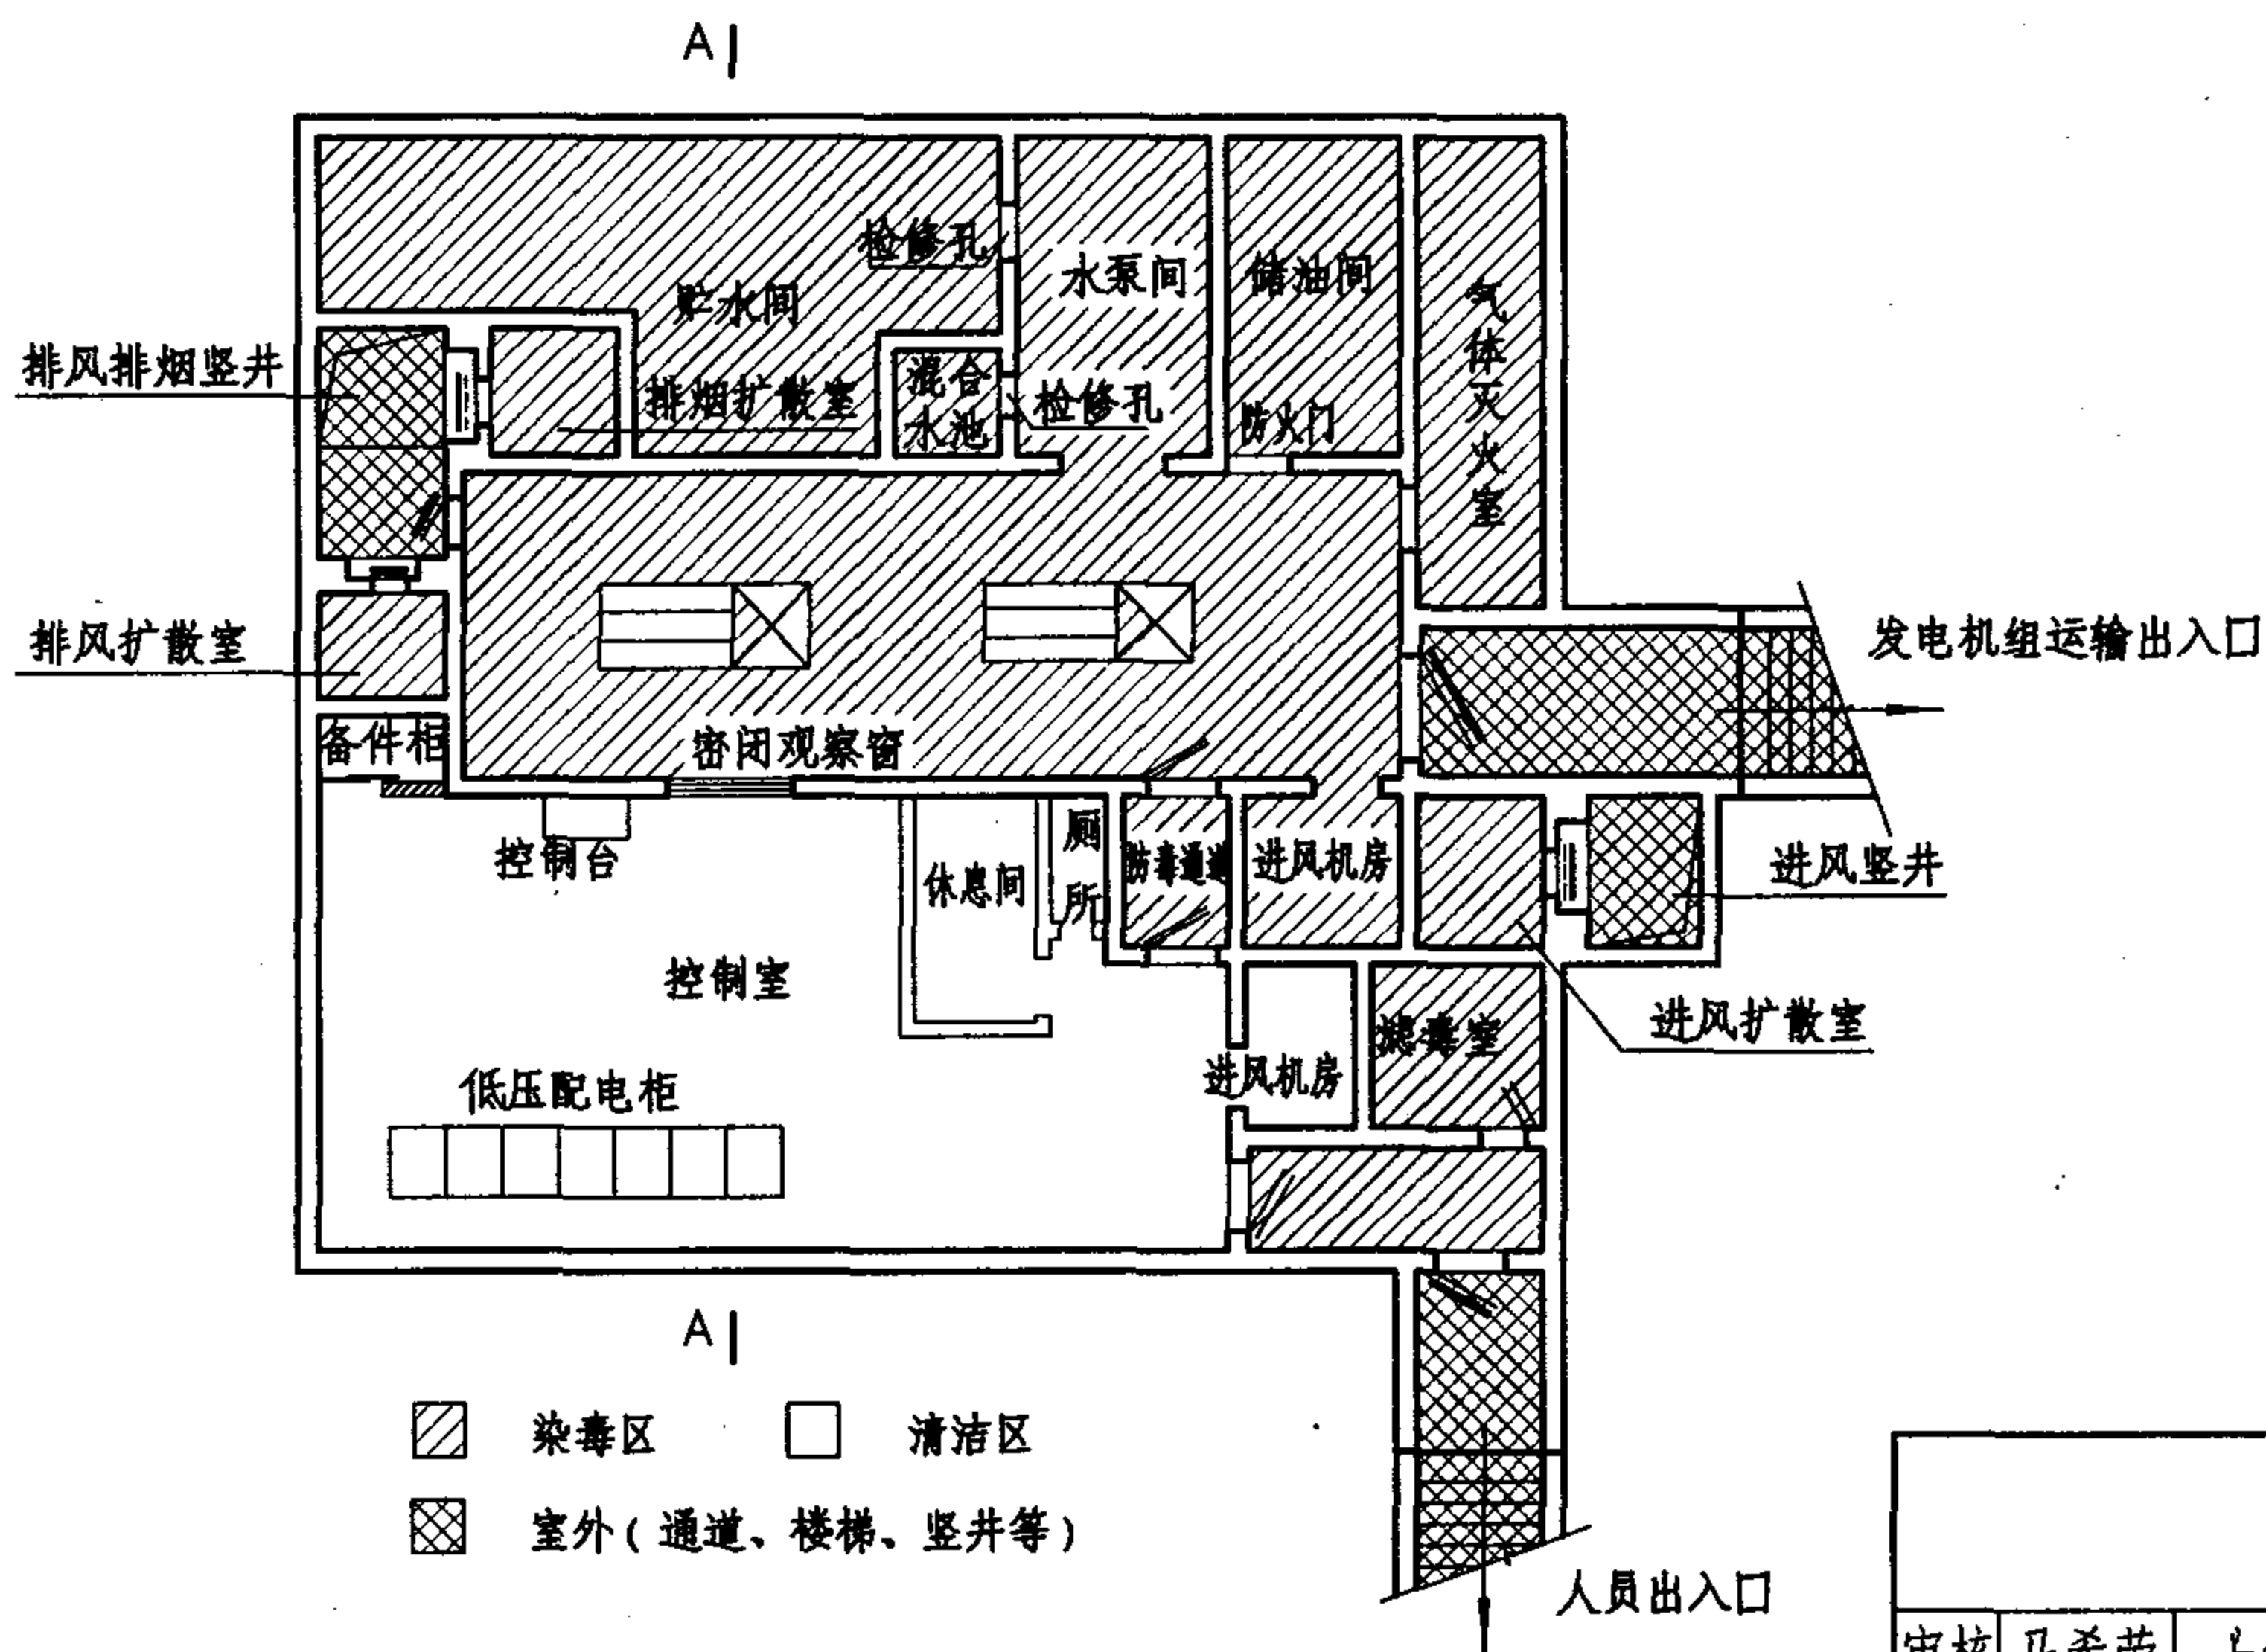 A
检修孔
贮水间
水泵间
储油间
气体灭火室
排风排烟竖井
排烟扩散室
混合水池
检修孔
防火门
排风扩散室
发电机组运输出入口
备件柜
密闭观察窗
控制台
休息间
厕所
防毒通道
进风机房
进风竖井
控制室
进风扩散室
滤毒室
进风机房
低压配电柜
A
染毒区
清洁区
室外(通道、楼梯、竖井等)
人员出入口
审核